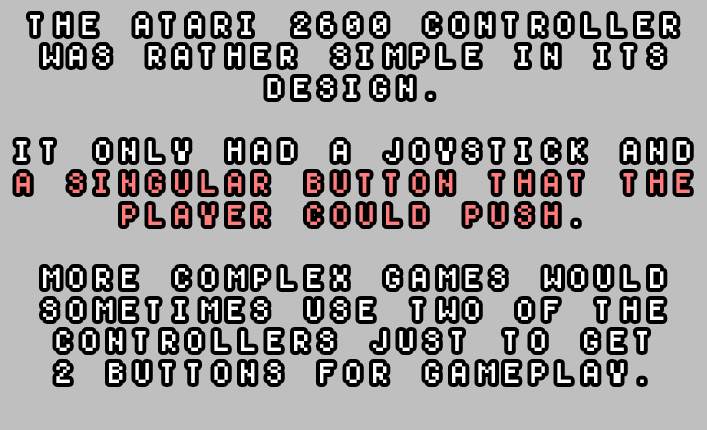 THE ATARI 2600 CONTROLLER
WAS RATHER SIMPLE IN ITS
DESIGN.
IT ONLY HAD A JOYSTICK AND
A SINGULAR BUTTON THAT THE
PLAYER COULD PUSH.
MORE COMPLEX GAMES WOULD
SOMETIMES USE TWO OF THE
CONTROLLERS JUST TO GET
2 BUTTONS FOR GAMEPLAY.